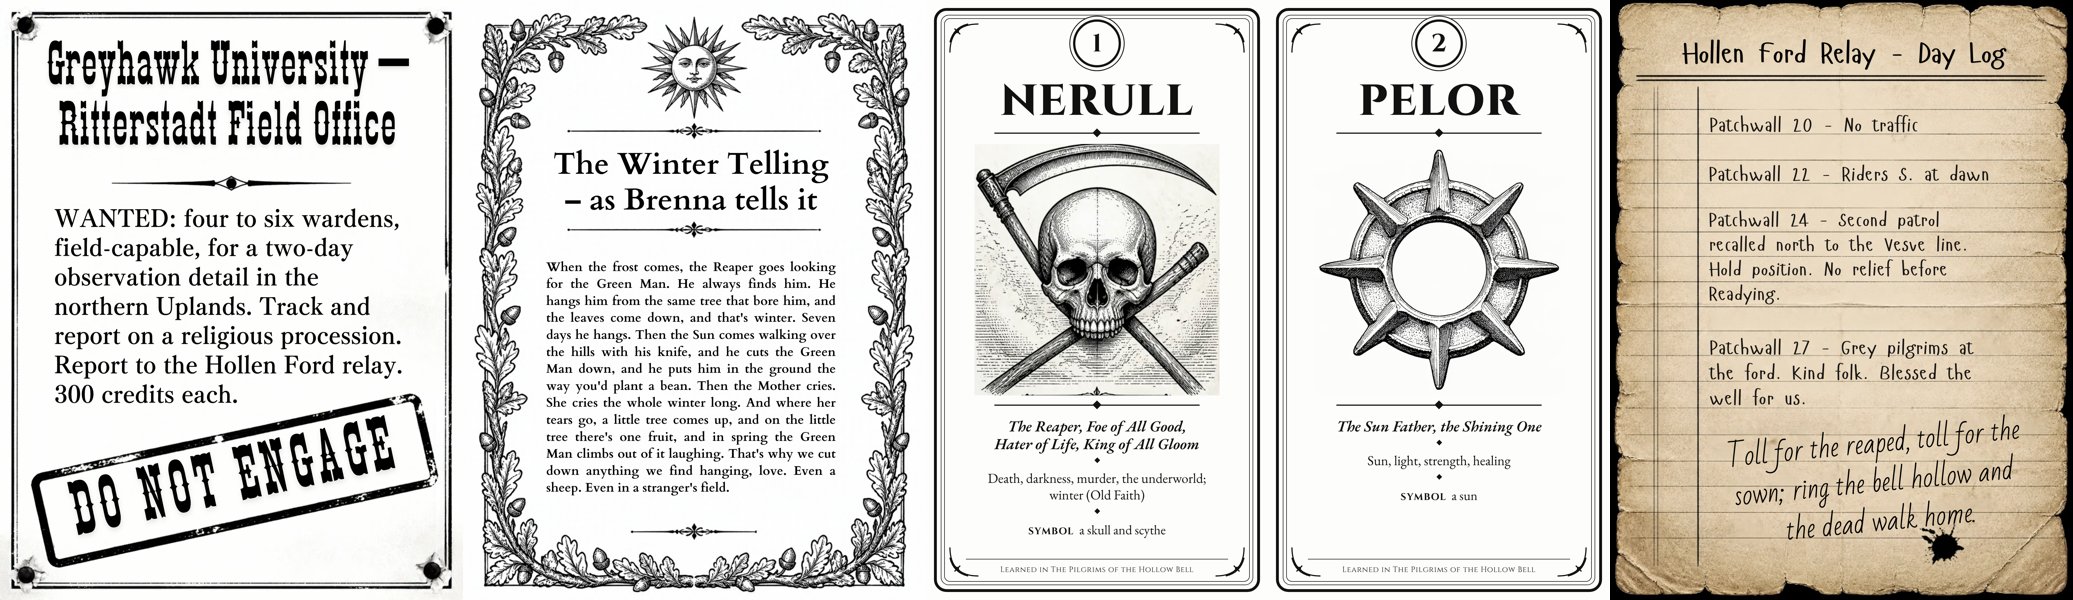 Greyhawk University —
Ritterstadt Field Office
WANTED: four to six wardens,
field-capable, for a two-day
observation detail in the
northern Uplands. Track and
report on a religious procession.
Report to the Hollen Ford relay.
300 credits each.
DO NOT ENGAGE
The Winter Telling
– as Brenna tells it
When the frost comes, the Reaper goes looking
for the Green Man. He always finds him. He
hangs him from the same tree that bore him, and
the leaves come down, and that's winter. Seven
days he hangs. Then the Sun comes walking over
the hills with his knife, and he cuts the Green
Man down, and he puts him in the ground the
way you'd plant a bean. Then the Mother cries.
She cries the whole winter long. And where her
tears go, a little tree comes up, and on the little
tree there's one fruit, and in spring the Green
Man climbs out of it laughing. That's why we cut
down anything we find hanging, love. Even a
sheep. Even in a stranger's field.
1
NERULL
The Reaper, Foe of All Good,
Hater of Life, King of All Gloom
Death, darkness, murder, the underworld;
winter (Old Faith)
SYMBOL a skull and scythe
LEARNED IN THE PILGRIMS OF THE HOLLOW BELL
2
PELOR
The Sun Father, the Shining One
Sun, light, strength, healing
SYMBOL a sun
LEARNED IN THE PILGRIMS OF THE HOLLOW BELL
Hollen Ford Relay - Day Log
Patchwall 20 - No traffic
Patchwall 22 - Riders S. at dawn
Patchwall 24 - Second patrol
recalled north to the Vesve line.
Hold position. No relief before
Readying.
Patchwall 27 - Grey pilgrims at
the ford. Kind folk. Blessed the
well for us.
Toll for the reaped, toll for the
sown; ring the bell hollow and
the dead walk home.